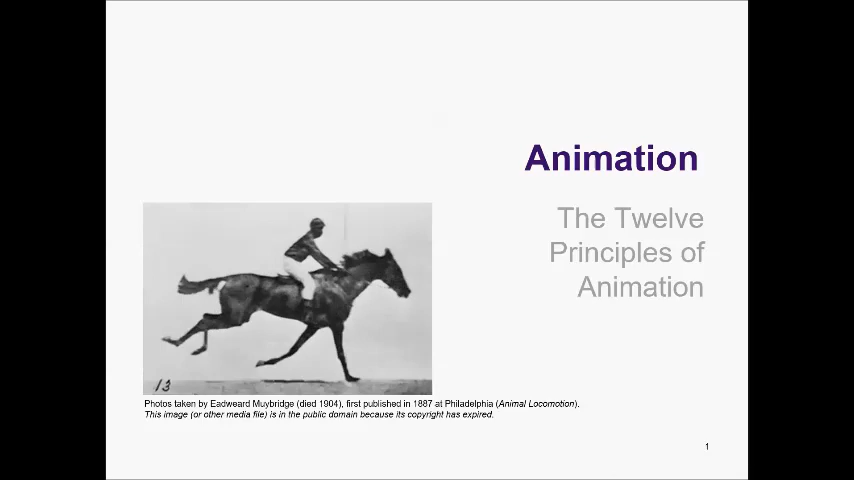 Animation
The Twelve
Principles of
Animation
13
Photos taken by Eadweard Muybridge (died 1904), first published in 1887 at Philadelphia (Animal Locomotion).
This image (or other media file) is in the public domain because its copyright has expired.
1